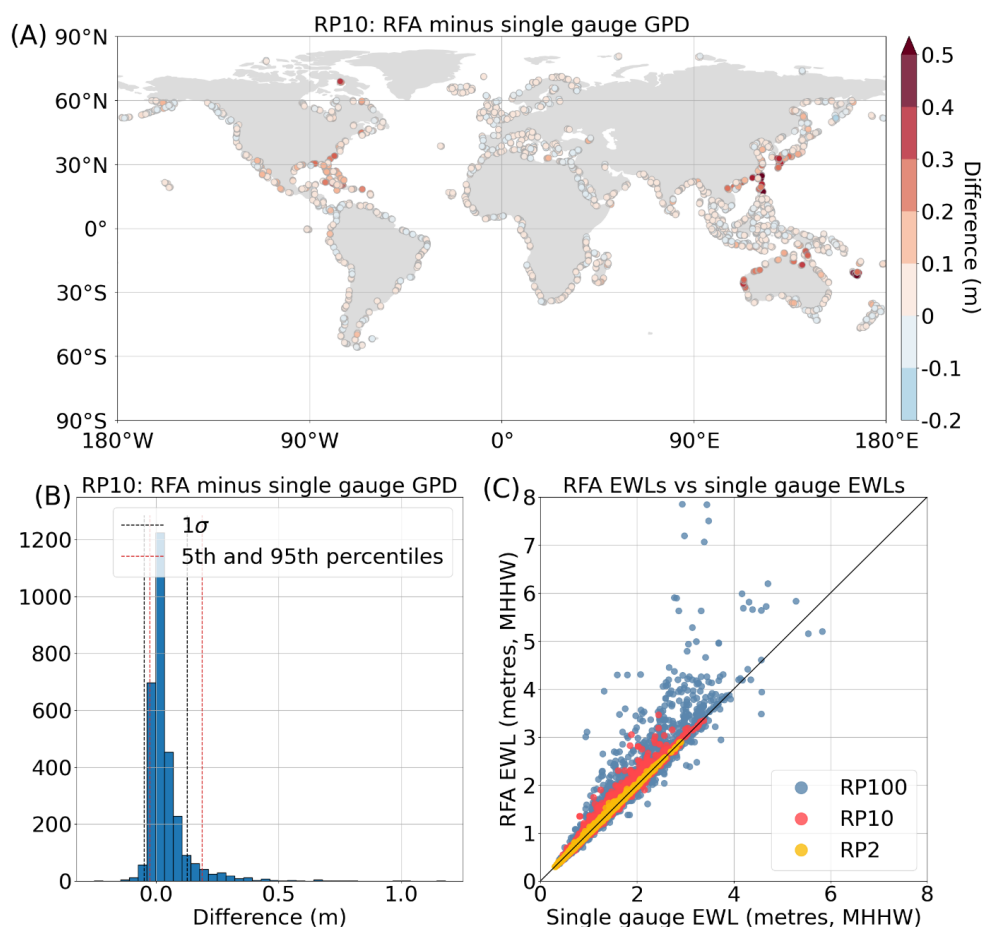 (A)
RP10: RFA minus single gauge GPD
90°N
60°N
30°N
0°
30°S
60°S
90°S
180°W
90°W
0°
90°E
180°E
0.5
0.4
0.3
0.2
0.1
0
-0.1
-0.2
Difference (m)
(B)
RP10: RFA minus single gauge GPD
1σ
5th and 95th percentiles
1200
1000
800
600
400
200
0
0.0
0.5
1.0
Difference (m)
(C)
RFA EWLs vs single gauge EWLs
RFA EWL (metres, MHHW)
8
7
6
5
4
3
2
1
0
RP100
RP10
RP2
0
2
4
6
8
Single gauge EWL (metres, MHHW)